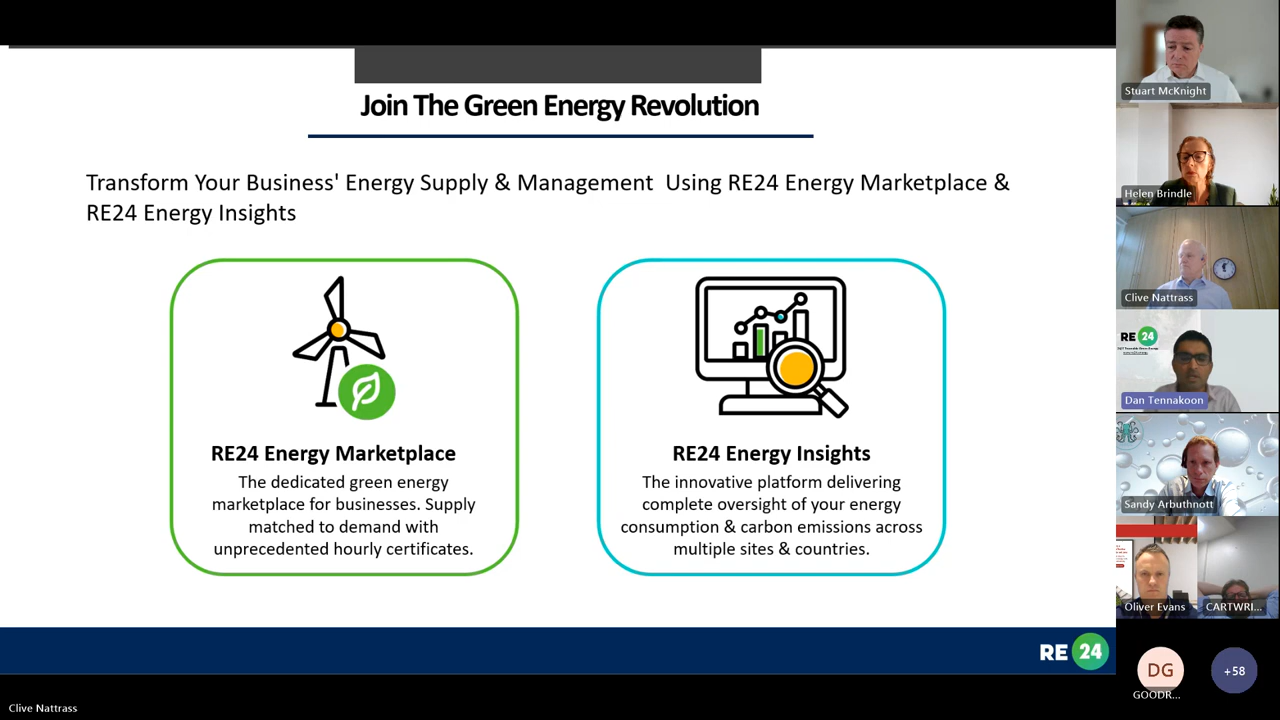 Join The Green Energy Revolution
Transform Your Business' Energy Supply & Management Using RE24 Energy Marketplace &
RE24 Energy Insights
RE24 Energy Marketplace
The dedicated green energy
marketplace for businesses. Supply
matched to demand with
unprecedented hourly certificates.
RE24 Energy Insights
The innovative platform delivering
complete oversight of your energy
consumption & carbon emissions across
multiple sites & countries.
RE 24
Clive Nattrass
Stuart McKnight
Helen Brindle
Clive Nattrass
RE 24
Dan Tennakoon
Sandy Arbuthnott
Oliver Evans
CARTWRI...
DG
GOODR...
+58